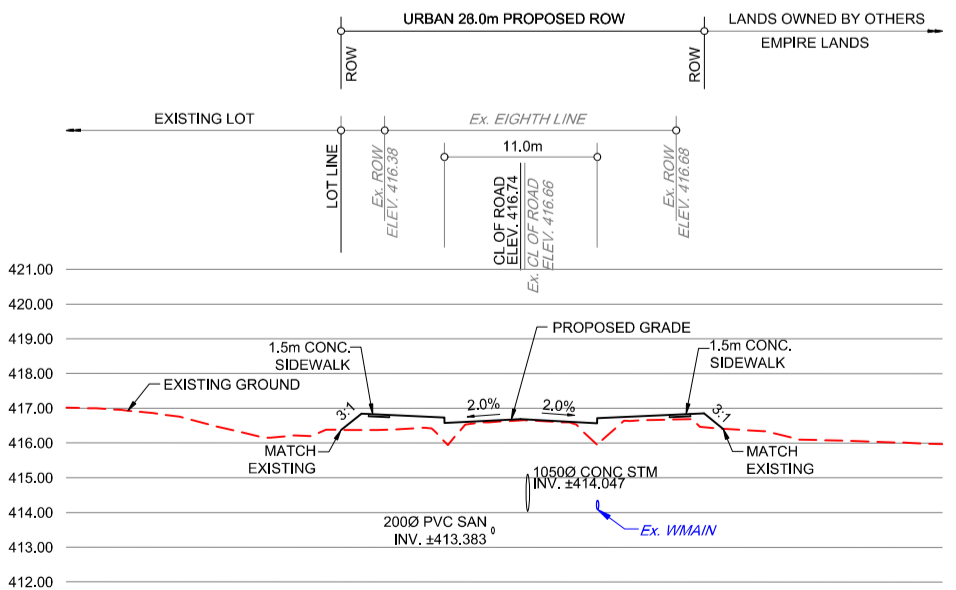 URBAN 26.0m PROPOSED ROW
LANDS OWNED BY OTHERS
EMPIRE LANDS
ROW
ROW
EXISTING LOT
Ex. EIGHTH LINE
11.0m
LOT LINE
Ex. ROW
ELEV. 416.38
CL OF ROAD
ELEV. 416.74
Ex. CL OF ROAD
ELEV. 416.66
Ex. ROW
ELEV. 416.68
421.00
420.00
419.00
418.00
417.00
416.00
415.00
414.00
413.00
412.00
PROPOSED GRADE
1.5m CONC.
SIDEWALK
1.5m CONC.
SIDEWALK
EXISTING GROUND
3:1
2.0%
2.0%
3:1
MATCH
EXISTING
MATCH
EXISTING
1050Ø CONC STM
INV. ±414.047
200Ø PVC SAN
INV. ±413.383
Ex. WMAIN